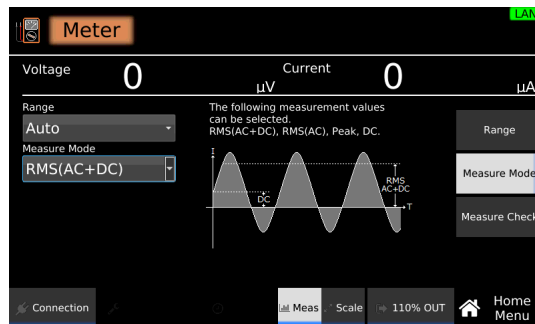 LAN
Meter
Voltage 0 µV Current 0 µA
Range
Auto
Measure Mode
RMS(AC+DC)
The following measurement values
can be selected.
RMS(AC+DC), RMS(AC), Peak, DC.
I
DC
RMS
AC+DC
T
Range
Measure Mode
Measure Check
Connection
Meas
Scale
110% OUT
Home
Menu